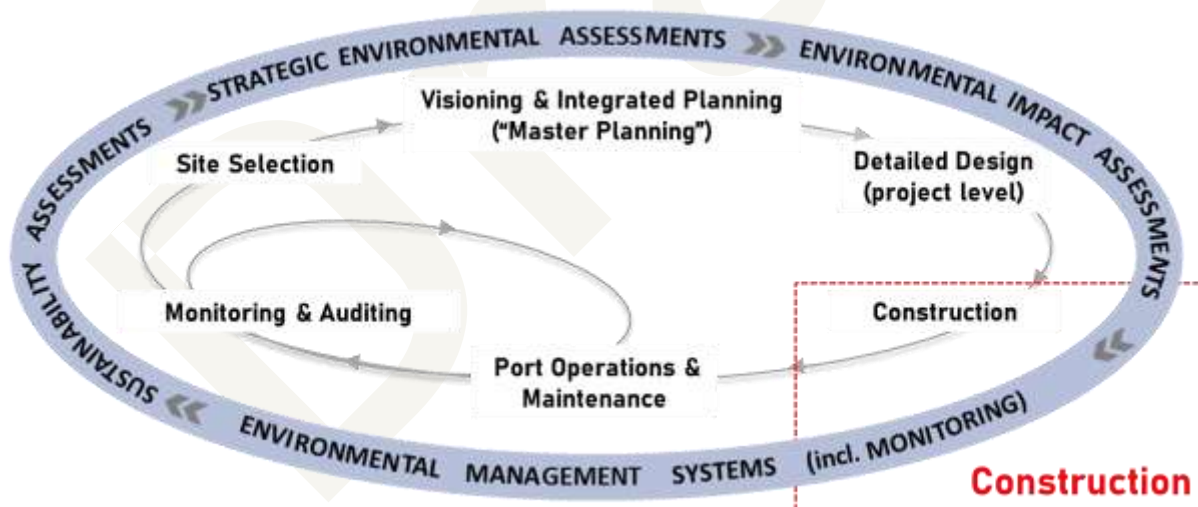 STRATEGIC ENVIRONMENTAL ASSESSMENTS
ENVIRONMENTAL IMPACT ASSESSMENTS
Visioning & Integrated Planning
("Master Planning")
Site Selection
Detailed Design
(project level)
Monitoring & Auditing
Construction
Port Operations &
Maintenance
ENVIRONMENTAL MANAGEMENT SYSTEMS (incl. MONITORING)
SUSTAINABILITY ASSESSMENTS
Construction